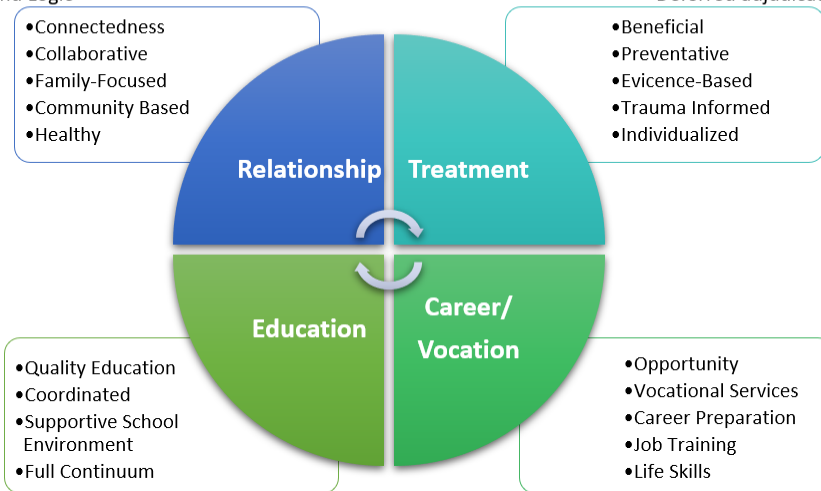 •Connectedness
•Collaborative
•Family-Focused
•Community Based
•Healthy
•Beneficial
•Preventative
•Evicence-Based
•Trauma Informed
•Individualized
Relationship
Treatment
Education
Career/
Vocation
•Quality Education
•Coordinated
•Supportive School
Environment
•Full Continuum
•Opportunity
•Vocational Services
•Career Preparation
•Job Training
•Life Skills